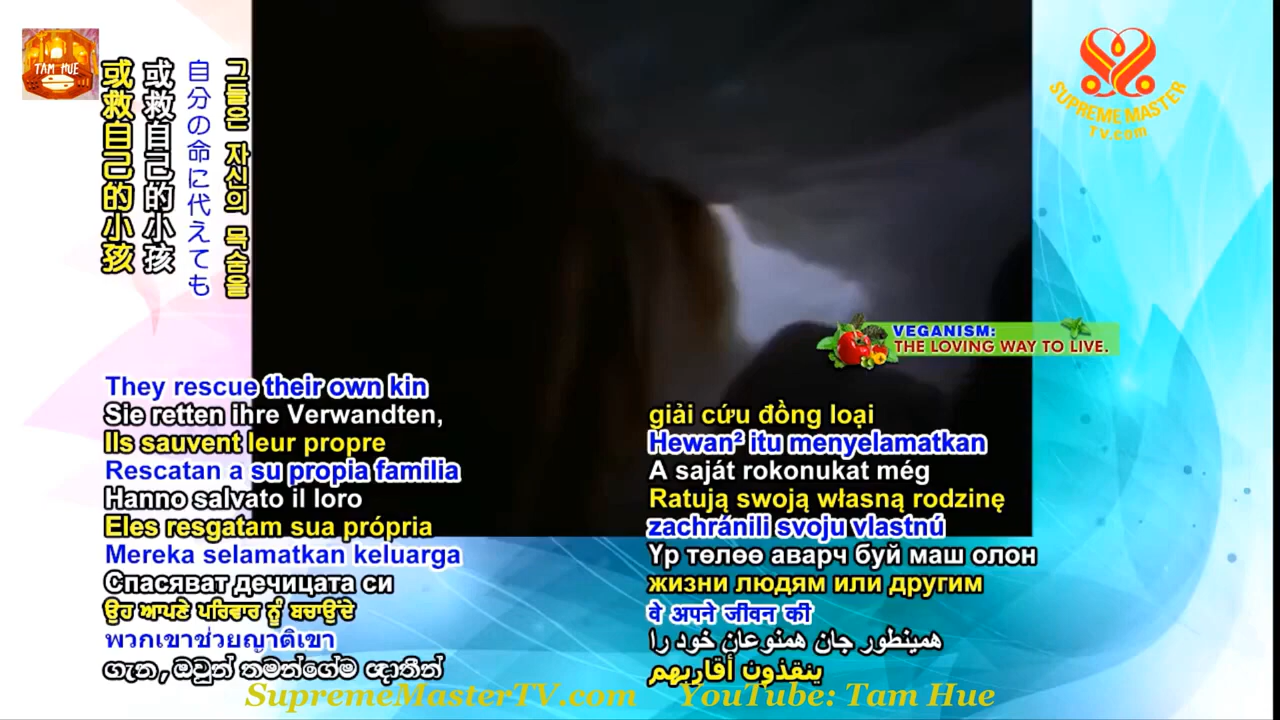 TAM HUE
或救自己的小孩
或救自己的小孩
自分の命に代えても
그들은 자신의 목숨을
SUPREME MASTER
TV.com
VEGANISM:
THE LOVING WAY TO LIVE.
They rescue their own kin
Sie retten ihre Verwandten,
Ils sauvent leur propre
Rescatan a su propia familia
Hanno salvato il loro
Eles resgatam sua própria
Mereka selamatkan keluarga
Спасяват дечицата си
ਉਹ ਆਪਣੇ ਪਰਿਵਾਰ ਨੂੰ ਬਚਾਉਂਦੇ
พวกเขาช่วยญาติเขา
ගැන, ඔවුන් තමන්ගේම ඥාතීන්
giải cứu đồng loại
Hewan² itu menyelamatkan
A saját rokonukat még
Ratują swoją własną rodzinę
zachránili svoju vlastnú
Үр төлөө аварч буй маш олон
жизни людям или другим
वे अपने जीवन की
همینطور جان همنوعان خود را
ينقذون أقاربهم
SupremeMasterTV.com
YouTube: Tam Hue